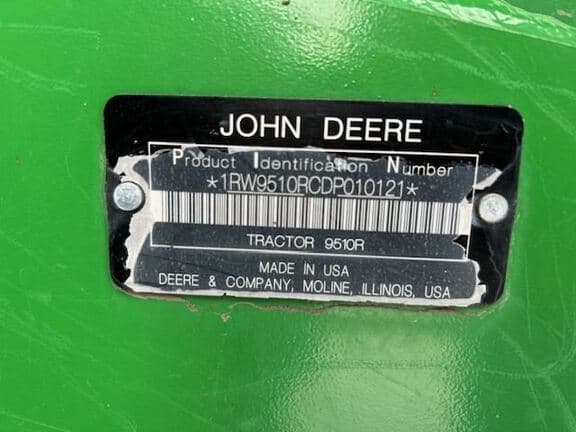 JOHN DEERE
Product Identification Number
*1RW9510RCDP010121*
TRACTOR 9510R
MADE IN USA
DEERE & COMPANY, MOLINE, ILLINOIS, USA